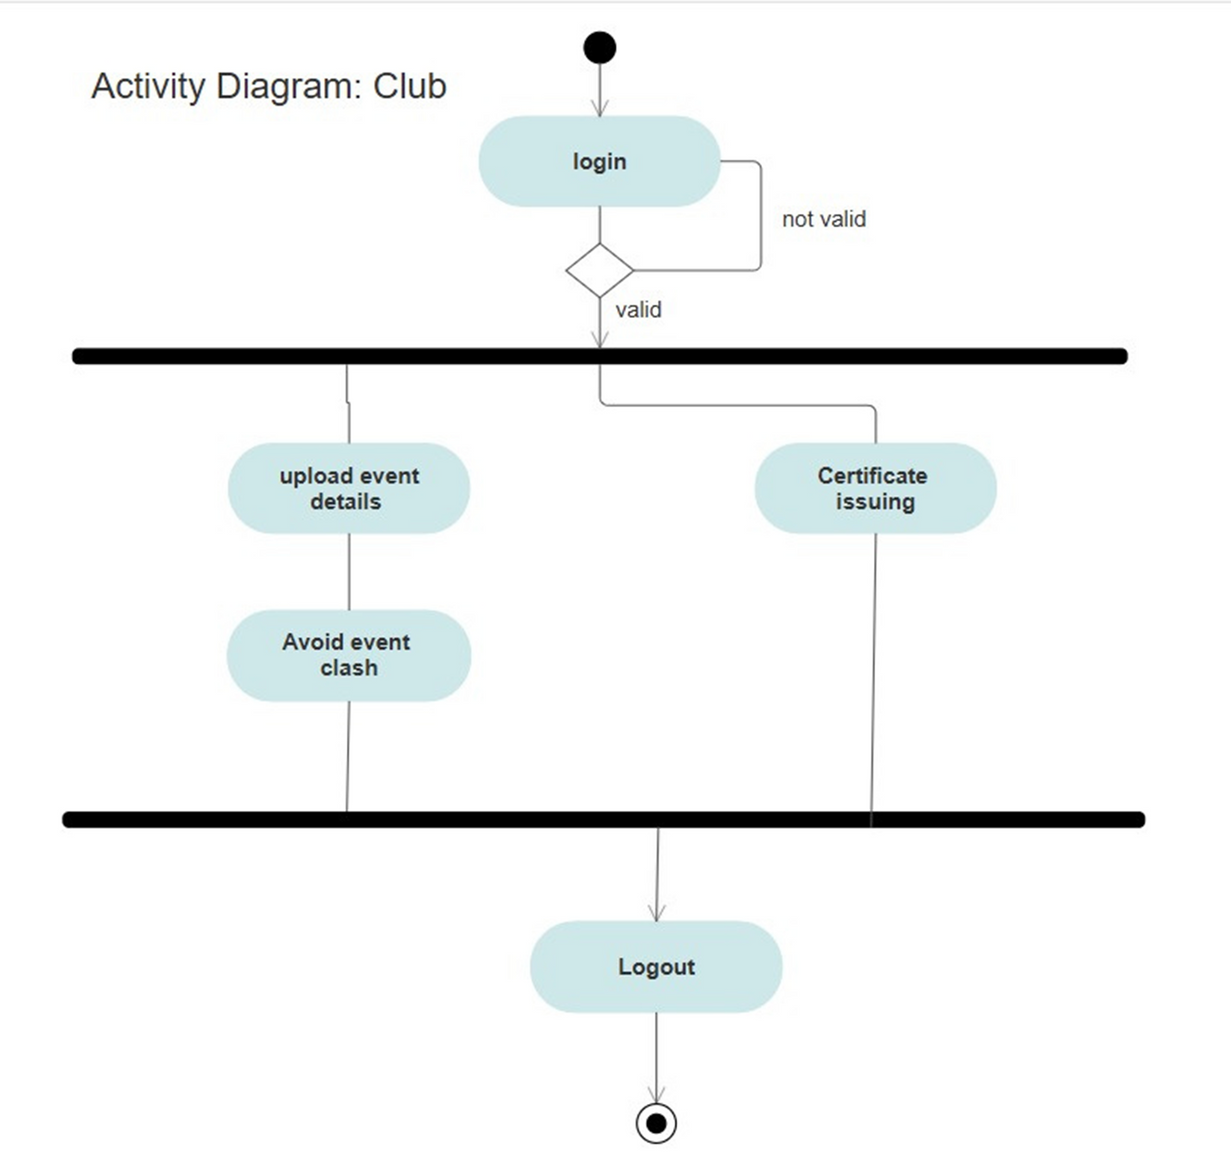 Activity Diagram: Club
login
not valid
valid
upload event
details
Certificate
issuing
Avoid event
clash
Logout